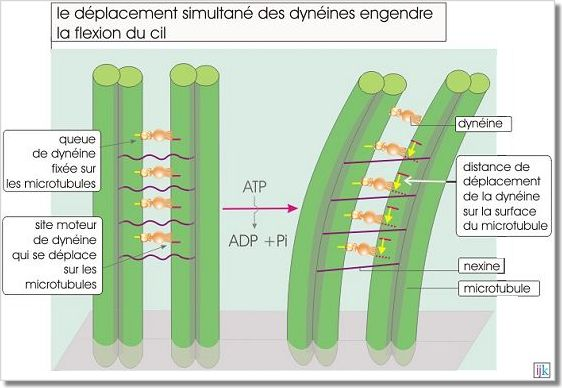 le déplacement simultané des dynéines engendre
la flexion du cil
queue
de dynéine
fixée sur
les microtubules
site moteur
de dynéine
qui se déplace
sur les
microtubules
ATP
ADP +Pi
dynéine
distance de
déplacement
de la dynéine
sur la surface
du microtubule
nexine
microtubule
ijk